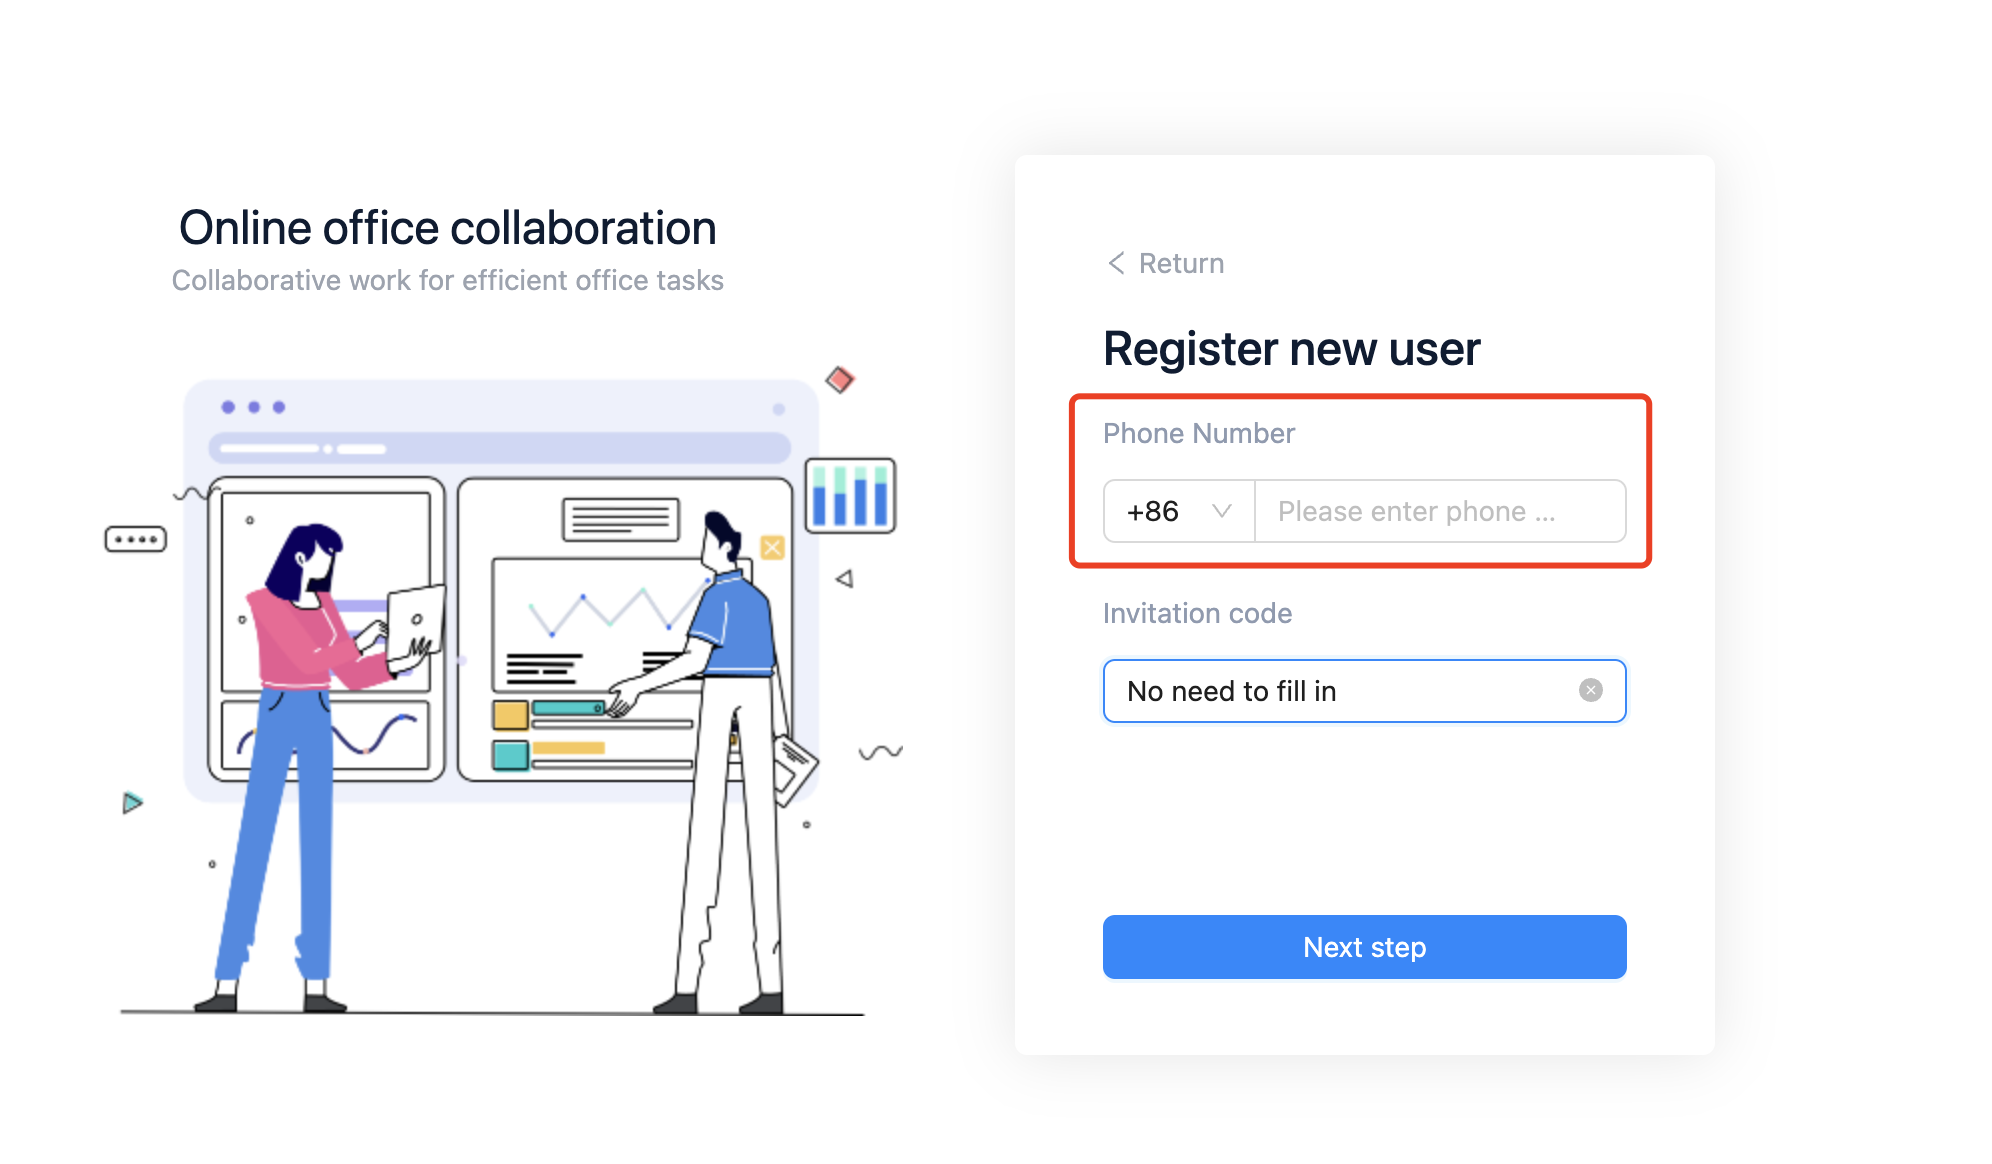 Online office collaboration
Collaborative work for efficient office tasks
Return
Register new user
Phone Number
+86 Please enter phone ...
Invitation code
No need to fill in
Next step